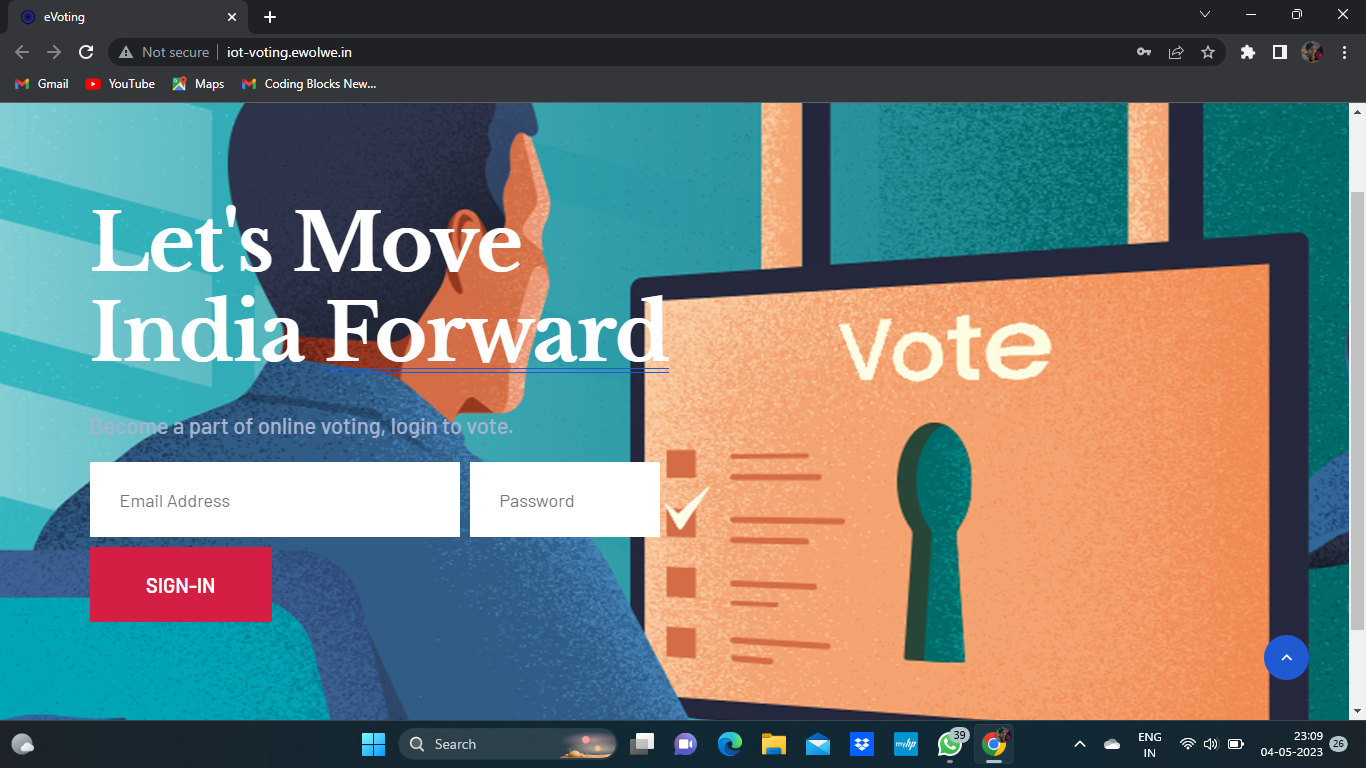 eVoting
Not secure iot-voting.ewolwe.in
Gmail YouTube Maps Coding Blocks New...
Let's Move
India Forward
Vote
Become a part of online voting, login to vote.
Email Address Password
SIGN-IN
Search
myhp
39
ENG
IN
23:09
04-05-2023
26